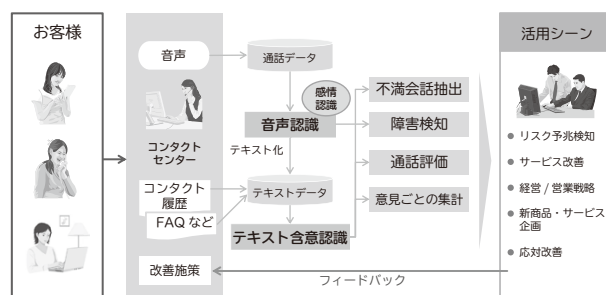 お客様
音声
コンタクト
センター
コンタクト
履歴
FAQ など
改善施策
通話データ
感情
認識
音声認識
テキスト化
テキストデータ
テキスト含意認識
不満会話抽出
障害検知
通話評価
意見ごとの集計
フィードバック
活用シーン
● リスク予兆検知
● サービス改善
● 経営 / 営業戦略
● 新商品・サービス
企画
● 応対改善